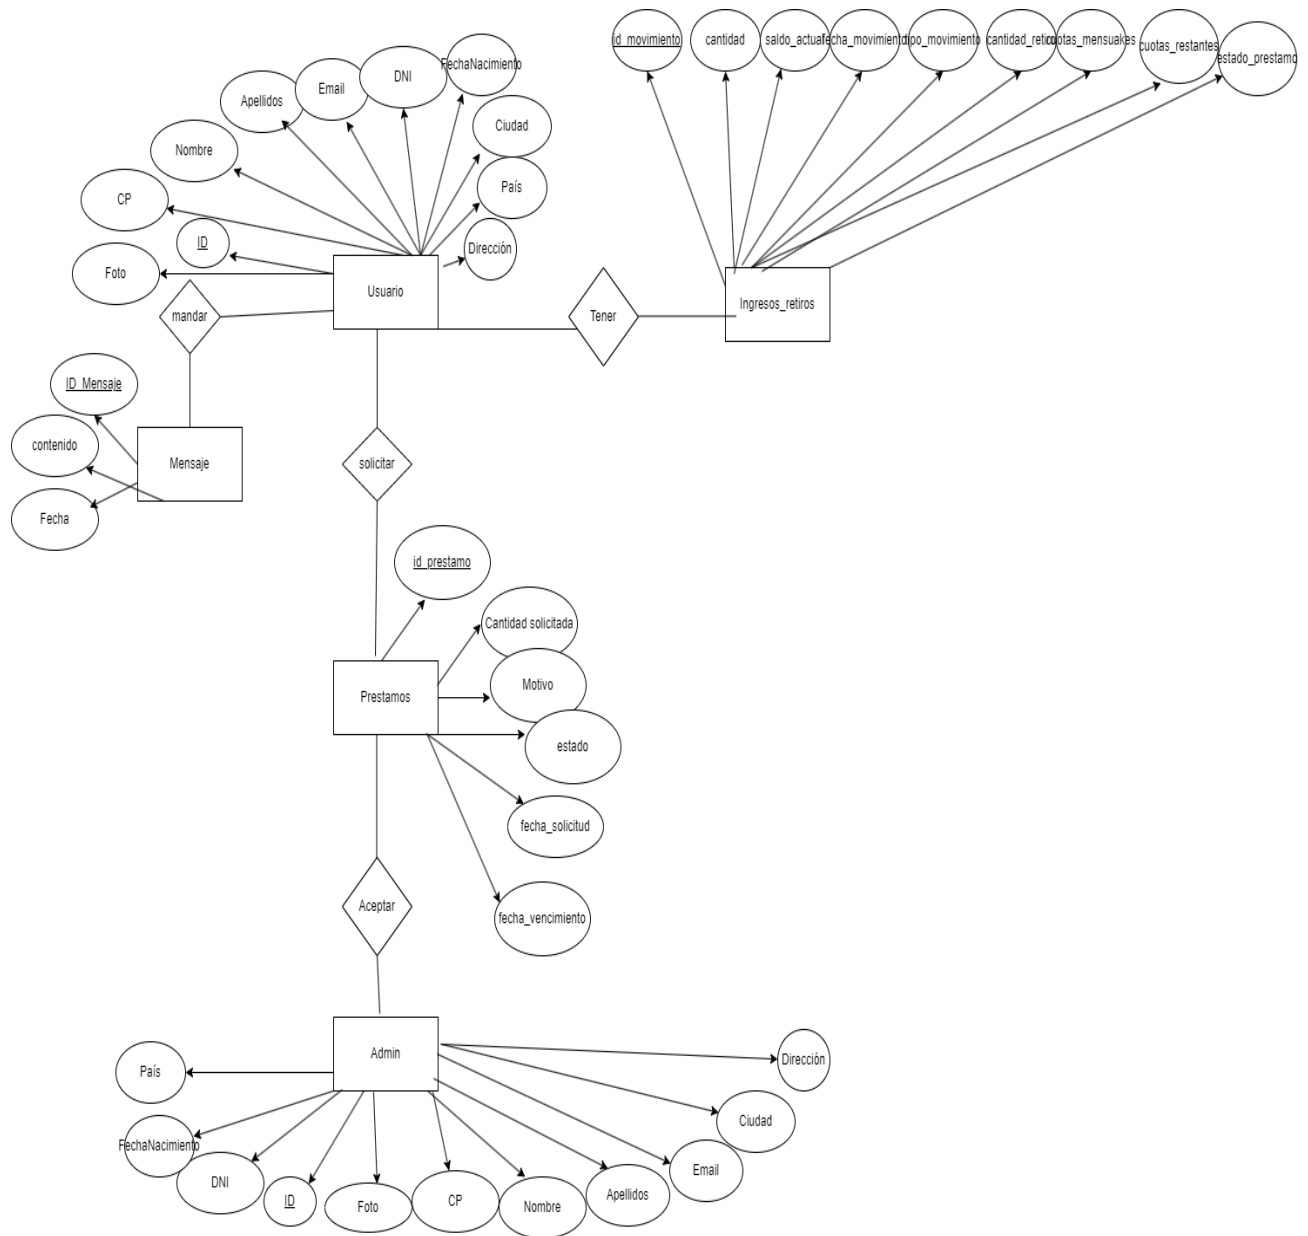 id_movimiento
cantidad
saldo_actual
fecha_movimiento
tipo_movimiento
cantidad_retiro
cuotas_mensuakes
cuotas_restantes
estado_prestamo
FechaNacimiento
DNI
Email
Apellidos
Ciudad
Nombre
País
CP
ID
Dirección
Foto
Usuario
mandar
Tener
Ingresos_retiros
ID_Mensaje
contenido
Mensaje
Fecha
solicitar
id_prestamo
Cantidad solicitada
Motivo
Prestamos
estado
fecha_solicitud
Aceptar
fecha_vencimiento
Admin
Dirección
País
Ciudad
FechaNacimiento
Email
DNI
ID
Foto
CP
Nombre
Apellidos